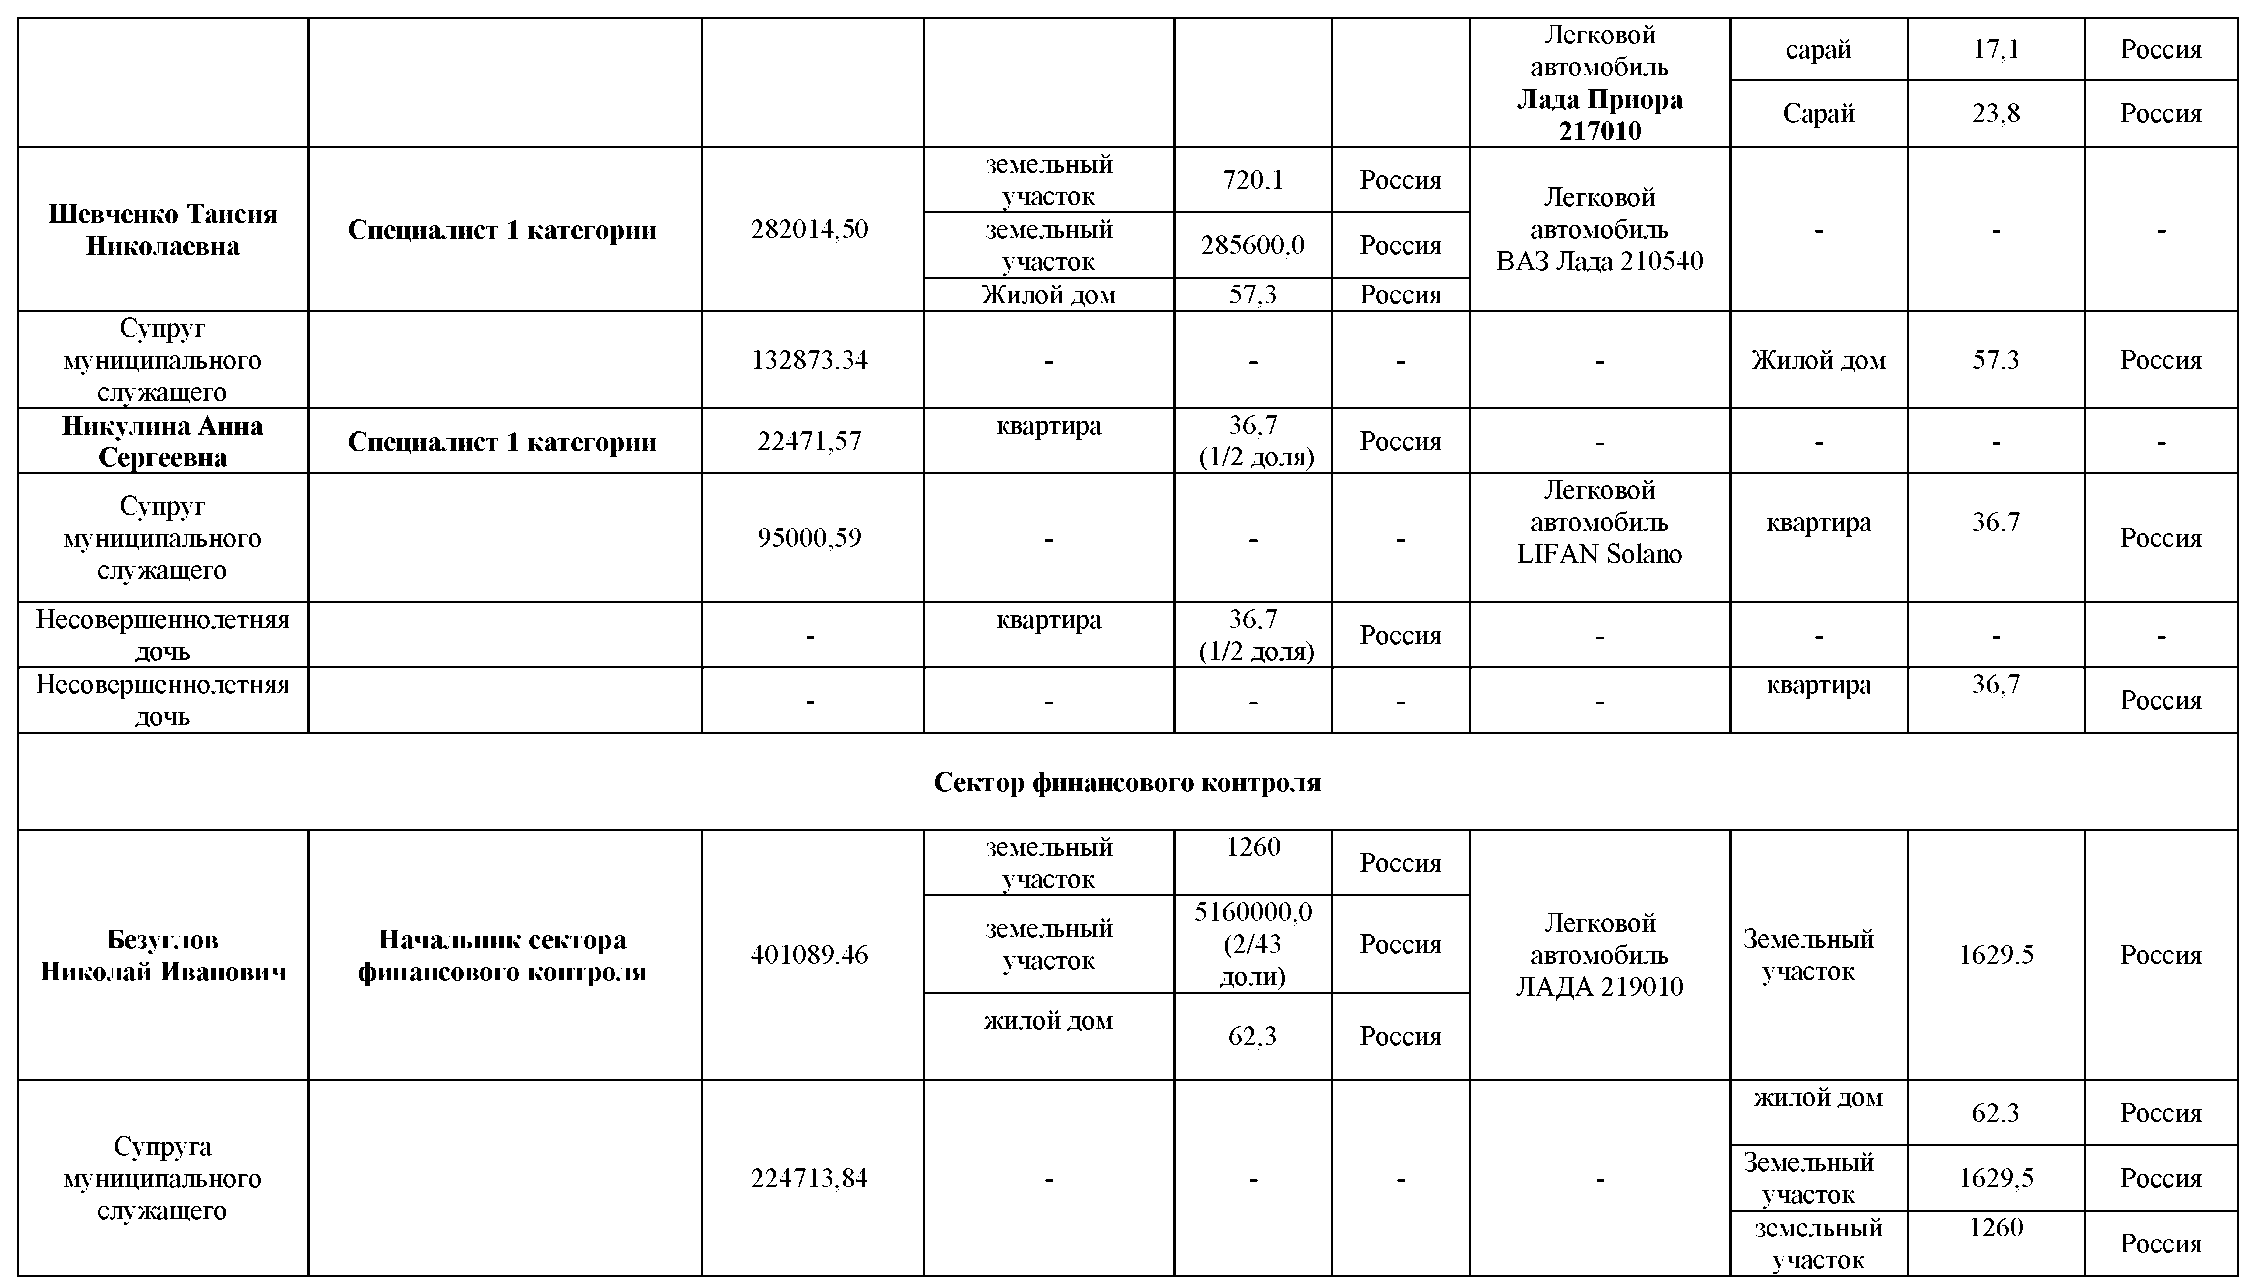 Легковой
автомобиль
Лада Приора
217010
сарай
17,1
Россия
Сарай
23,8
Россия
Шевченко Таисия
Николаевна
Специалист 1 категории
282014,50
земельный
участок
720.1
Россия
земельный
участок
285600,0
Россия
Жилой дом
57,3
Россия
Легковой
автомобиль
ВАЗ Лада 210540
-
-
-
Супруг
муниципального
служащего
132873.34
-
-
-
-
Жилой дом
57.3
Россия
Никулина Анна
Сергеевна
Специалист 1 категории
22471,57
квартира
36,7
(1/2 доля)
Россия
-
-
-
-
Супруг
муниципального
служащего
95000,59
-
-
-
Легковой
автомобиль
LIFAN Solano
квартира
36.7
Россия
Несовершеннолетняя
дочь
-
квартира
36.7
(1/2 доля)
Россия
-
-
-
-
Несовершеннолетняя
дочь
-
-
-
-
-
квартира
36,7
Россия
Сектор финансового контроля
Безуглов
Николай Иванович
Начальник сектора
финансового контроля
401089.46
земельный
участок
1260
Россия
земельный
участок
5160000,0
(2/43
доли)
Россия
жилой дом
62,3
Россия
Легковой
автомобиль
ЛАДА 219010
Земельный
участок
1629.5
Россия
Супруга
муниципального
служащего
224713,84
-
-
-
-
жилой дом
62.3
Россия
Земельный
участок
1629,5
Россия
земельный
участок
1260
Россия